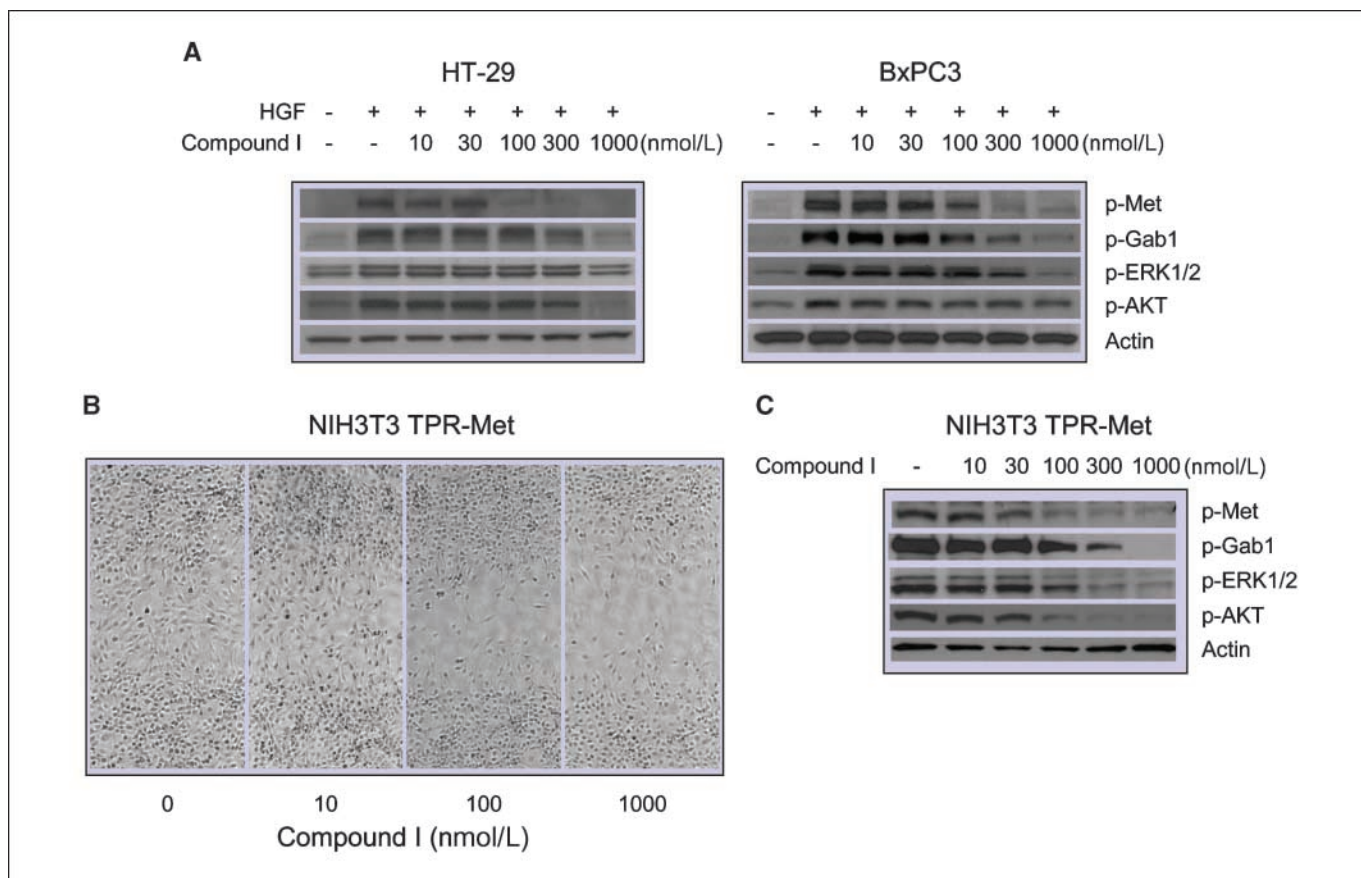 A
HT-29
HGF - + + + + + +
Compound I - - 10 30 100 300 1000 (nmol/L)
BxPC3
- + + + + + +
- - 10 30 100 300 1000 (nmol/L)
p-Met
p-Gab1
p-ERK1/2
p-AKT
Actin
B
NIH3T3 TPR-Met
0 10 100 1000
Compound I (nmol/L)
C
NIH3T3 TPR-Met
Compound I - 10 30 100 300 1000 (nmol/L)
p-Met
p-Gab1
p-ERK1/2
p-AKT
Actin